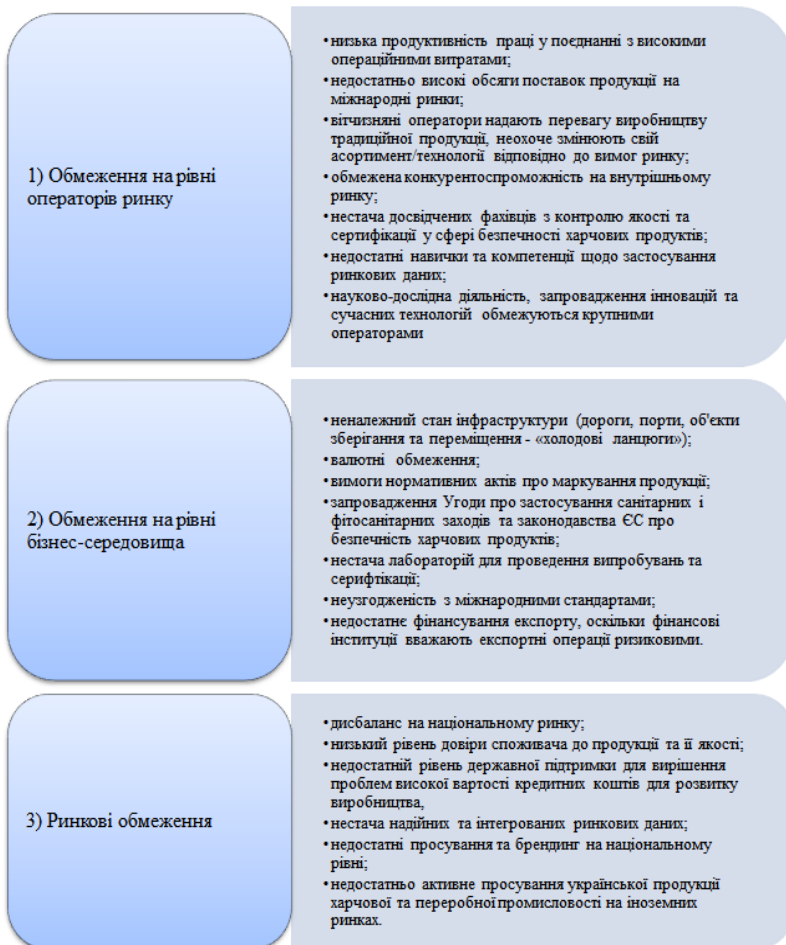 1) Обмеження на рівні
операторів ринку
•низька продуктивність праці у поєднанні з високими
операційними витратами;
•недостатньо високі обсяги поставок продукції на
міжнародні ринки;
•вітчизняні оператори надають перевагу виробництву
традиційної продукції, неохоче змінюють свій
асортимент/технології відповідно до вимог ринку;
•обмежена конкурентоспроможність на внутрішньому
ринку;
•нестача досвідчених фахівців з контролю якості та
сертифікації у сфері безпечності харчових продуктів;
•недостатні навички та компетенції щодо застосування
ринкових даних;
•науково-дослідна діяльність, запровадження інновацій та
сучасних технологій обмежуються крупними
операторами
2) Обмеження на рівні
бізнес-середовища
•неналежний стан інфраструктури (дороги, порти, об'єкти
зберігання та переміщення - «холодові ланцюги»);
•валютні обмеження;
•вимоги нормативних актів про маркування продукції;
•запровадження Угоди про застосування санітарних і
фітосанітарних заходів та законодавства ЄС про
безпечність харчових продуктів;
•нестача лабораторій для проведення випробувань та
серифтікації;
•неузгодженість з міжнародними стандартами;
•недостатнє фінансування експорту, оскільки фінансові
інституції вважають експортні операції ризиковими.
3) Ринкові обмеження
•дисбаланс на національному ринку;
•низький рівень довіри споживача до продукції та її якості;
•недостатній рівень державної підтримки для вирішення
проблем високої вартості кредитних коштів для розвитку
виробництва,
•нестача надійних та інтегрованих ринкових даних;
•недостатні просування та брендинг на національному
рівні;
•недостатньо активне просування української продукції
харчової та переробної промисловості на іноземних
ринках.